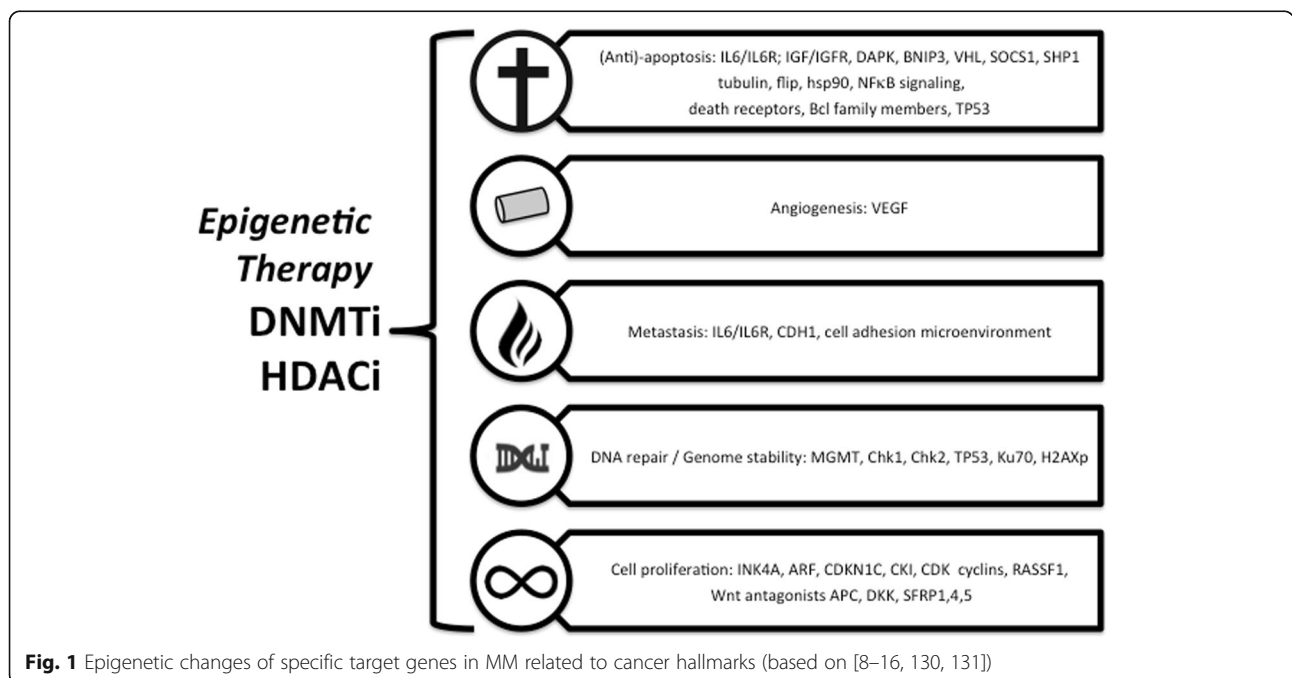 Epigenetic
Therapy
DNMTi
HDACi
(Anti)-apoptosis: IL6/IL6R; IGF/IGFR, DAPK, BNIP3, VHL, SOCS1, SHP1
tubulin, flip, hsp90, NFκB signaling,
death receptors, Bcl family members, TP53
Angiogenesis: VEGF
Metastasis: IL6/IL6R, CDH1, cell adhesion microenvironment
DNA repair / Genome stability: MGMT, Chk1, Chk2, TP53, Ku70, H2AXp
Cell proliferation: INK4A, ARF, CDKN1C, CKI, CDK cyclins, RASSF1,
Wnt antagonists APC, DKK, SFRP1,4,5
Fig. 1 Epigenetic changes of specific target genes in MM related to cancer hallmarks (based on [8–16, 130, 131])